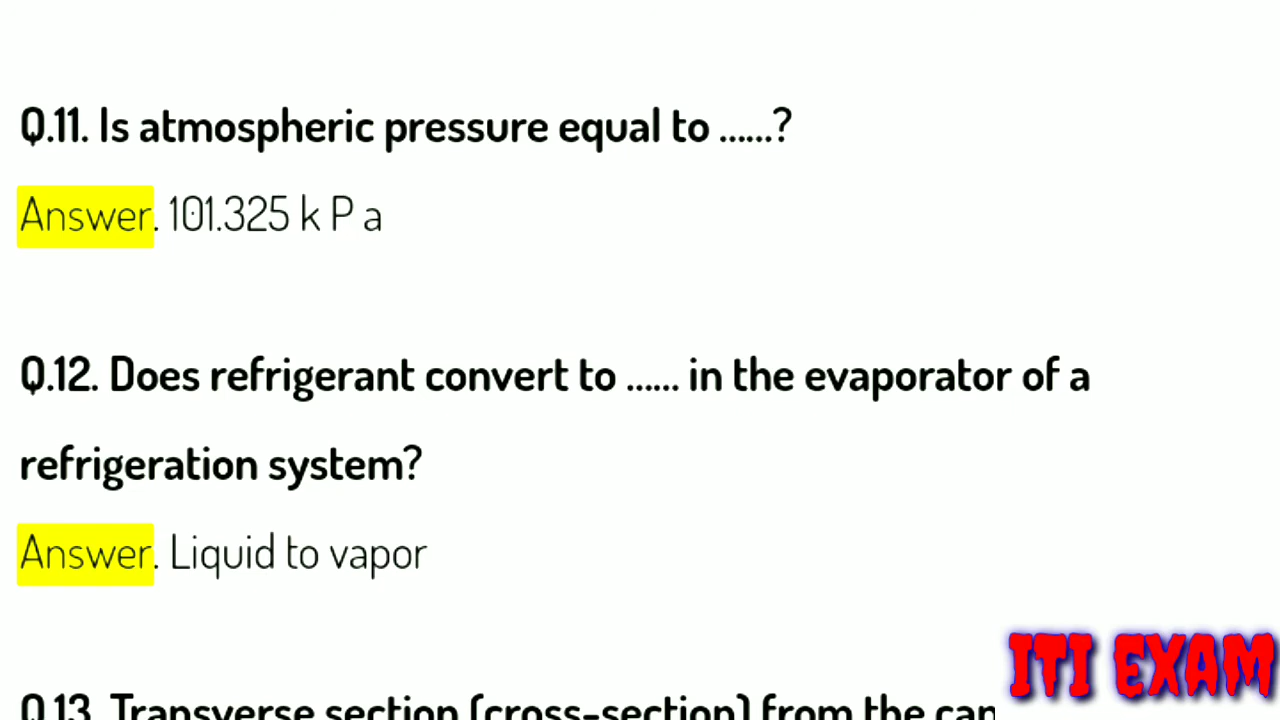 Q.11. Is atmospheric pressure equal to ......?
Answer. 101.325 k P a
Q.12. Does refrigerant convert to ...... in the evaporator of a
refrigeration system?
Answer. Liquid to vapor
Q.13. Transverse section (cross-section) from the
ITI EXAM